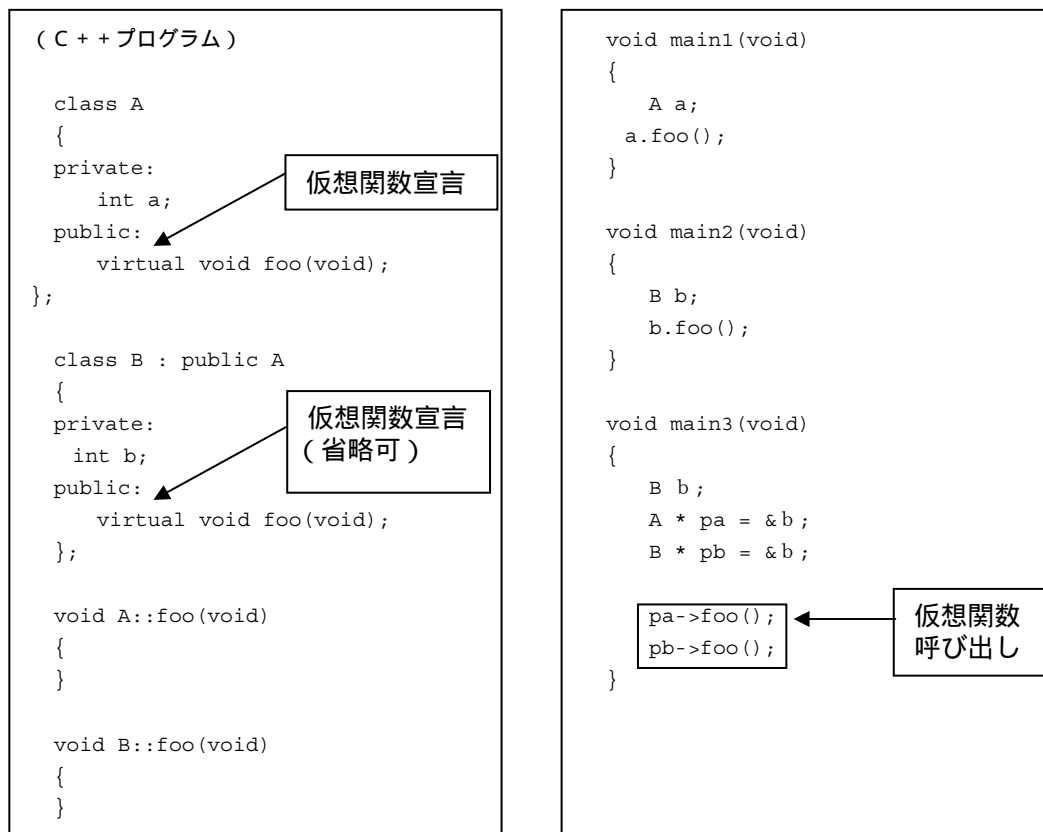 （Ｃ＋＋プログラム）
class A
{
private:
int a;
public:
virtual void foo(void);
};
class B : public A
{
private:
int b;
public:
virtual void foo(void);
};
void A::foo(void)
{
}
void B::foo(void)
{
}
仮想関数宣言
仮想関数宣言
（省略可）
void main1(void)
{
A a;
a.foo();
}
void main2(void)
{
B b;
b.foo();
}
void main3(void)
{
B ｂ;
A * pa = &ｂ;
B * pb = &ｂ;
pa->foo();
pb->foo();
}
仮想関数
呼び出し